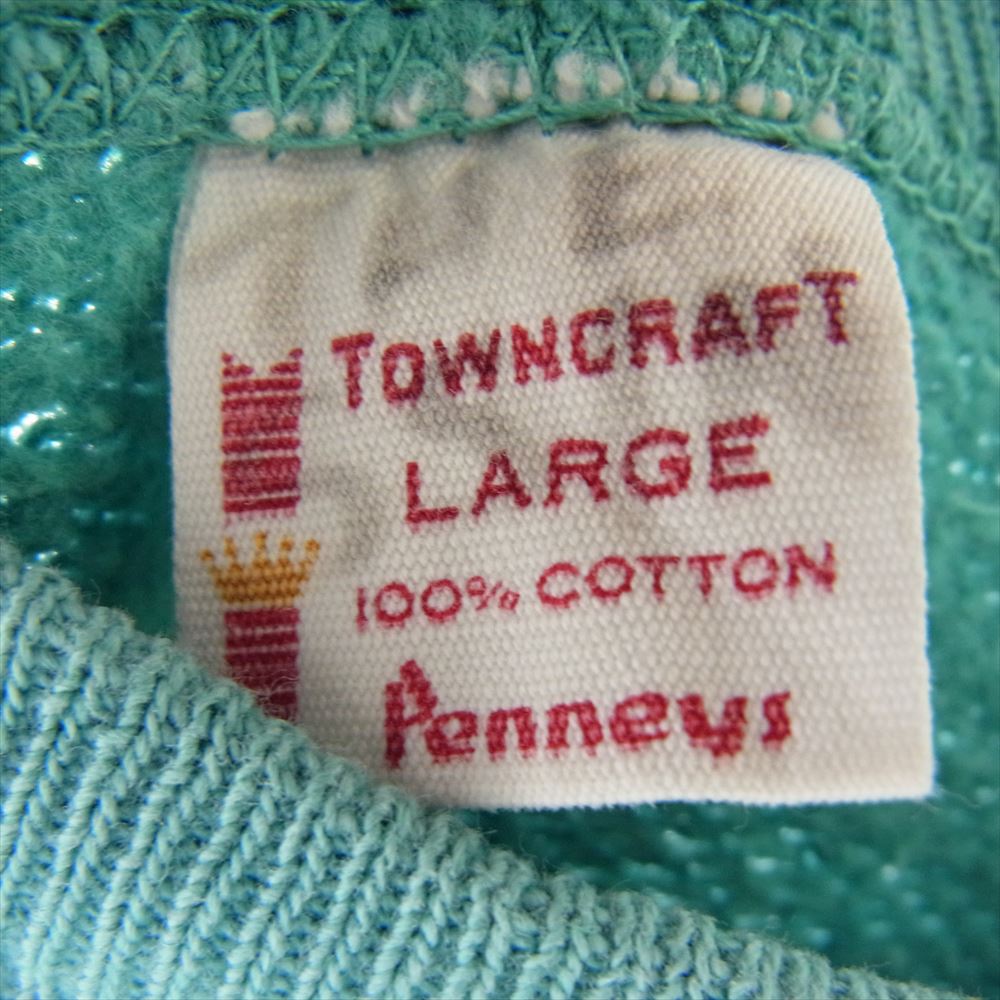 TOWNCRAFT
LARGE
100% COTTON
Penneys